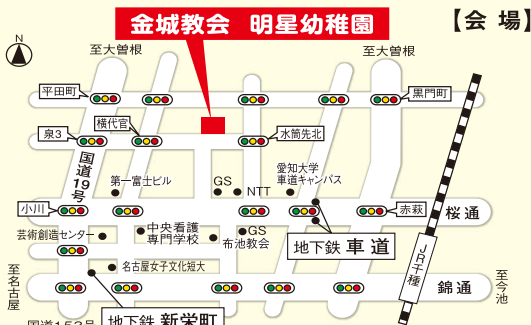 金城教会 明星幼稚園
【会 場】
N
至大曽根
至大曽根
平田町
黒門町
横代官
泉3
水筒先北
国道19号
第一富士ビル
GS
NTT
愛知大学
車道キャンパス
小川
赤萩
桜通
芸術創造センター
中央看護
専門学校
GS
布池教会
地下鉄 車道
JR千種
至名古屋
名古屋女子文化短大
錦通
至今池
地下鉄 新栄町
国道153号